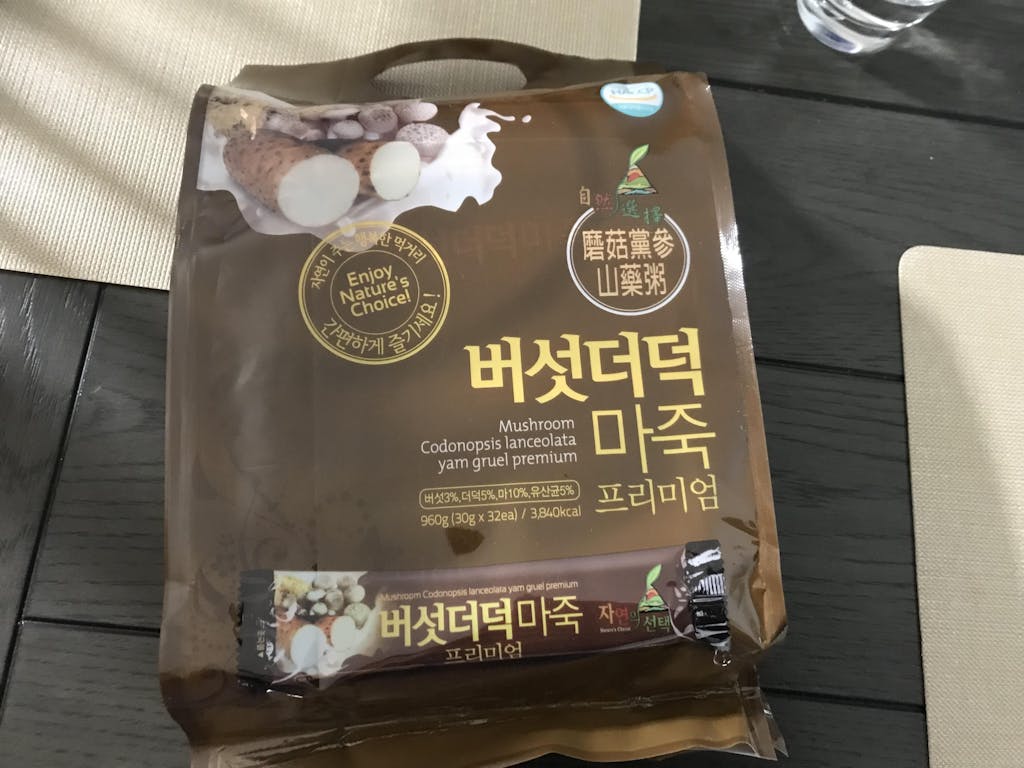 HACCP
自然選擇
磨菇黨參
山藥粥
자연이 주는 행복한 먹거리
Enjoy
Nature's
Choice!
간편하게 즐기세요!
버섯더덕
마죽
프리미엄
Mushroom
Codonopsis lanceolata
yam gruel premium
버섯3%,더덕5%,마10%,유산균5%
960g (30g x 32ea) / 3,840kcal
Mushroom Codonopsis lanceolata yam gruel premium
버섯더덕마죽
프리미엄
자연의
선택